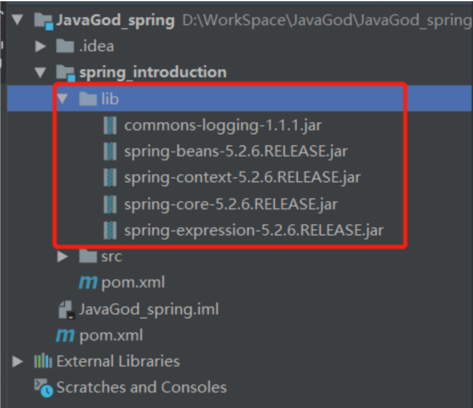 JavaGod_spring D:\WorkSpace\JavaGod\JavaGod_spring
.idea
spring_introduction
lib
commons-logging-1.1.1.jar
spring-beans-5.2.6.RELEASE.jar
spring-context-5.2.6.RELEASE.jar
spring-core-5.2.6.RELEASE.jar
spring-expression-5.2.6.RELEASE.jar
src
pom.xml
JavaGod_spring.iml
pom.xml
External Libraries
Scratches and Consoles